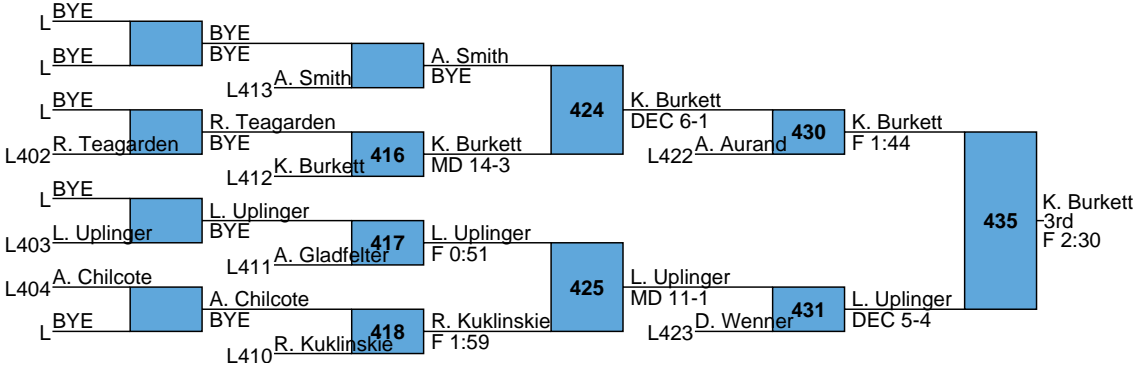 L BYE
L BYE
BYE
BYE
L413 A. Smith
A. Smith
BYE
L BYE
L402 R. Teagarden
R. Teagarden
BYE
L412 K. Burkett
416
K. Burkett
MD 14-3
424
K. Burkett
DEC 6-1
L422 A. Aurand
430
K. Burkett
F 1:44
L BYE
L403 L. Uplinger
L. Uplinger
BYE
L411 A. Gladfelter
417
L. Uplinger
F 0:51
L404 A. Chilcote
L BYE
A. Chilcote
BYE
L410 R. Kuklinskie
418
R. Kuklinskie
F 1:59
425
L. Uplinger
MD 11-1
L423 D. Wenner
431
L. Uplinger
DEC 5-4
435
K. Burkett
3rd
F 2:30